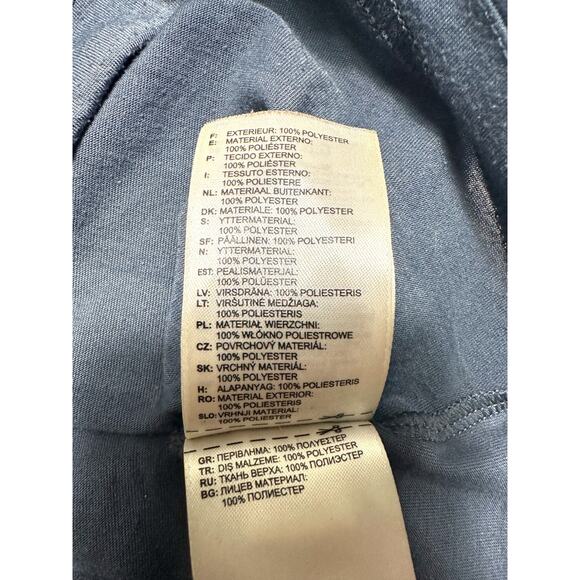 F: EXTERIEUR: 100% POLYESTER
E: MATERIAL EXTERNO:
100% POLIÉSTER
P: TECIDO EXTERNO:
100% POLIÉSTER
I: TESSUTO ESTERNO:
100% POLIESTERE
NL: MATERIAAL BUITENKANT:
100% POLYESTER
DK: MATERIALE: 100% POLYESTER
S: YTTERMATERIAL:
100% POLYESTER
SF: PÄÄLLINEN: 100% POLYESTERI
N: YTTERMATERIAL:
100% POLYESTER
EST: PEALISMATERJAL:
100% POLÜESTER
LV: VIRSDRĀNA: 100% POLIESTERIS
LT: VIRŠUTINĖ MEDŽIAGA:
100% POLIESTERIS
PL: MATERIAŁ WIERZCHNI:
100% WŁÓKNO POLIESTROWE
CZ: POVRCHOVÝ MATERIÁL:
100% POLYESTER
SK: VRCHNÝ MATERIÁL:
100% POLYESTER
H: ALAPANYAG: 100% POLIESZTER
RO: MATERIAL EXTERIOR:
100% POLIESTERIS
SLO: VRHNJI MATERIAL:
100% POLIESTER
GR: ΠΕΡΙΒΛΗΜΑ: 100% ΠΟΛΥΕΣΤΕΡ
TR: DIŞ MALZEME: 100% POLYESTER
RU: ТКАНЬ ВЕРХА: 100% ПОЛИЭСТЕР
BG: ЛИЦЕВ МАТЕРИАЛ:
100% ПОЛИЕСТЕР